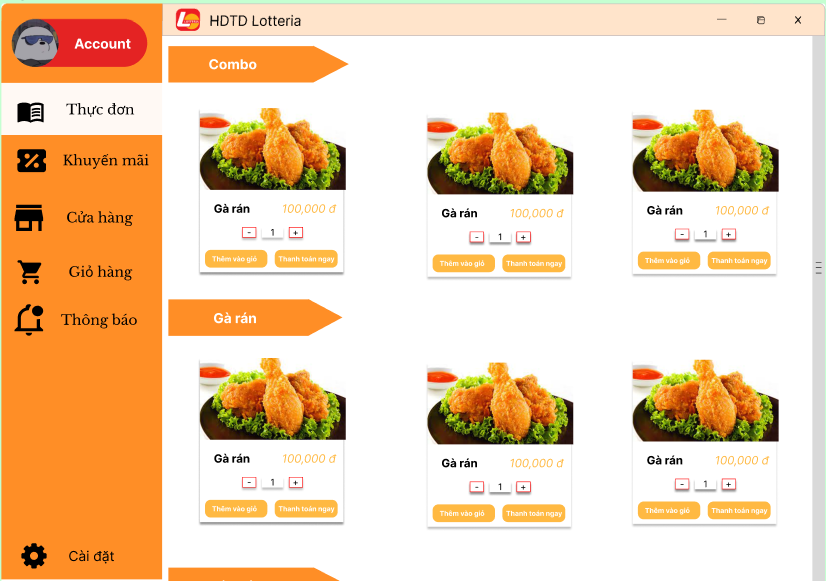 HDTD Lotteria
Account
Thực đơn
Khuyến mãi
Cửa hàng
Giỏ hàng
Thông báo
Cài đặt
Combo
Gà rán 100,000 đ
- 1 +
Thêm vào giỏ Thanh toán ngay
Gà rán 100,000 đ
- 1 +
Thêm vào giỏ Thanh toán ngay
Gà rán 100,000 đ
- 1 +
Thêm vào giỏ Thanh toán ngay
Gà rán
Gà rán 100,000 đ
- 1 +
Thêm vào giỏ Thanh toán ngay
Gà rán 100,000 đ
- 1 +
Thêm vào giỏ Thanh toán ngay
Gà rán 100,000 đ
- 1 +
Thêm vào giỏ Thanh toán ngay